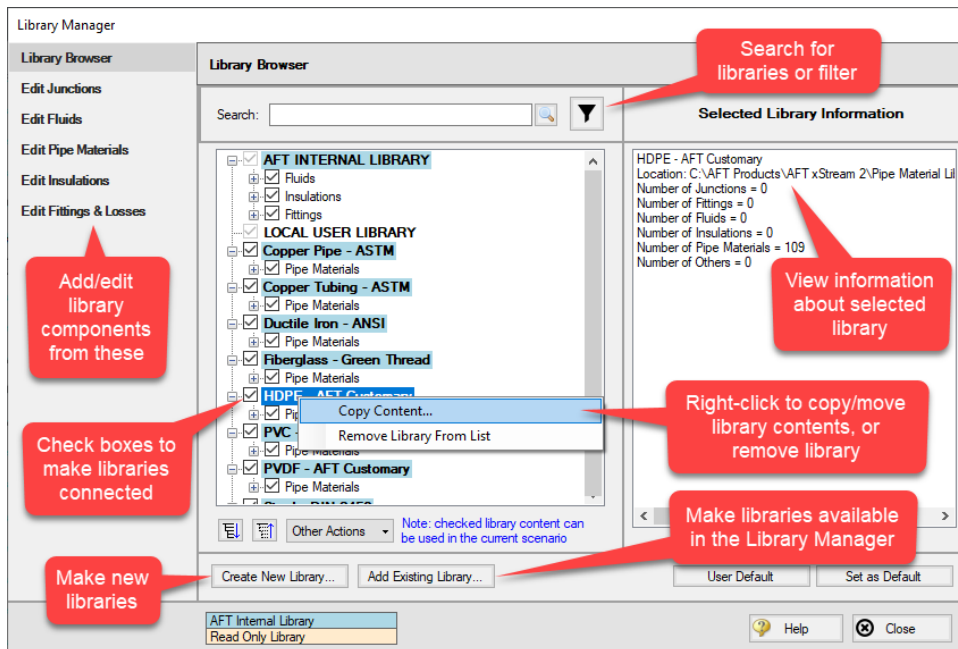 Library Manager
Library Browser
Edit Junctions
Edit Fluids
Edit Pipe Materials
Edit Insulations
Edit Fittings & Losses
Add/edit
library
components
from these
Check boxes to
make libraries
connected
Make new
libraries
Library Browser
Search:
Search for
libraries or filter
AFT INTERNAL LIBRARY
Fluids
Insulations
Fittings
LOCAL USER LIBRARY
Copper Pipe - ASTM
Pipe Materials
Copper Tubing - ASTM
Pipe Materials
Ductile Iron - ANSI
Pipe Materials
Fiberglass - Green Thread
Pipe Materials
HDPE - AFT Customary
Copy Content...
Remove Library From List
PVC -
Pipe Materials
PVDF - AFT Customary
Pipe Materials
Other Actions
Note: checked library content can
be used in the current scenario
Create New Library...
Add Existing Library...
Selected Library Information
HDPE - AFT Customary
Location: C:\AFT Products\AFT xStream 2\Pipe Material Li
Number of Junctions = 0
Number of Fittings = 0
Number of Fluids = 0
Number of Insulations = 0
Number of Pipe Materials = 109
Number of Others = 0
View information
about selected
library
Right-click to copy/move
library contents, or
remove library
Make libraries available
in the Library Manager
User Default
Set as Default
AFT Internal Library
Read Only Library
Help
Close